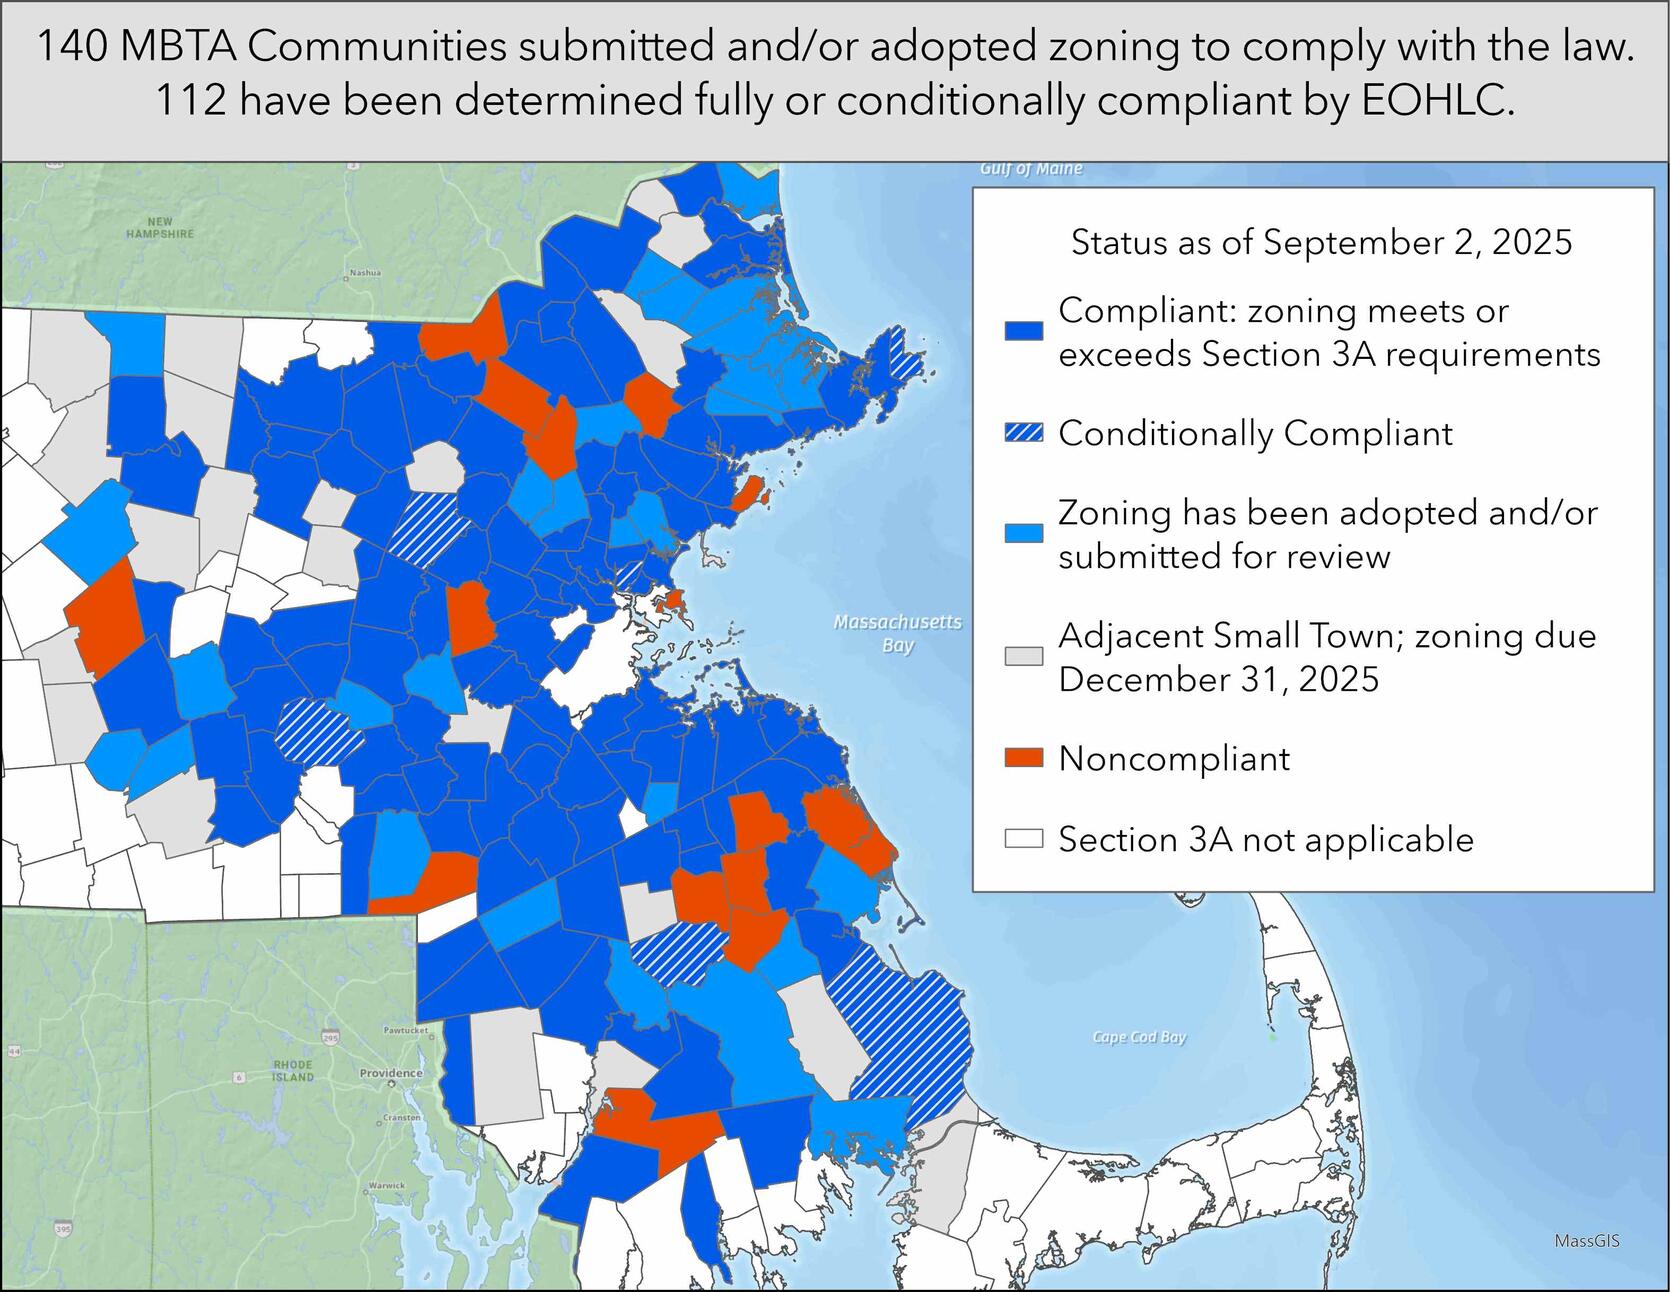 140 MBTA Communities submitted and/or adopted zoning to comply with the law.
112 have been determined fully or conditionally compliant by EOHLC.
Gulf of Maine
NEW
HAMPSHIRE
Nashua
Status as of September 2, 2025
Compliant: zoning meets or
exceeds Section 3A requirements
Conditionally Compliant
Zoning has been adopted and/or
submitted for review
Adjacent Small Town; zoning due
December 31, 2025
Noncompliant
Section 3A not applicable
Massachusetts
Bay
Cape Cod Bay
Pawtucket
295
44
RHODE
ISLAND
6
Providence
Cranston
Warwick
395
MassGIS